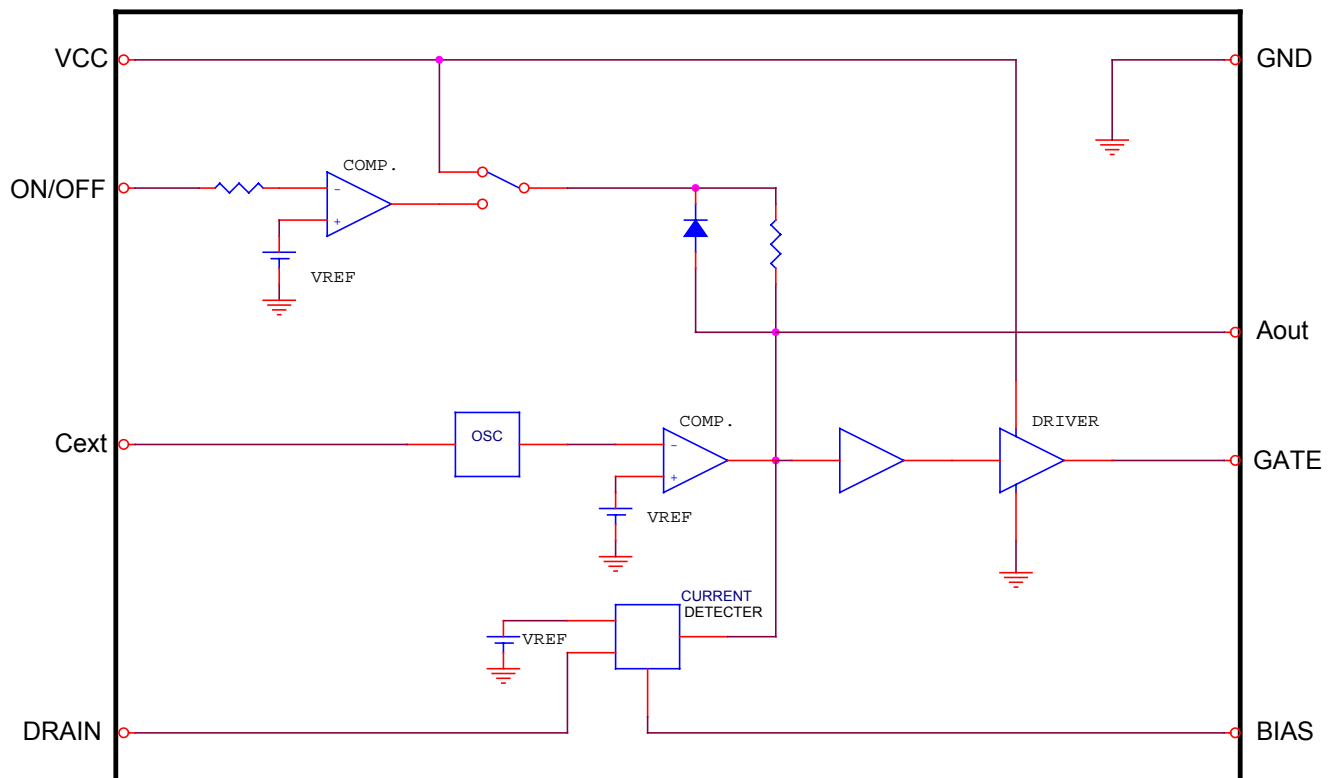 VCC
GND
COMP.
ON/OFF
-
+
VREF
Aout
COMP.
DRIVER
Cext
OSC
-
+
GATE
VREF
CURRENT
DETECTER
VREF
DRAIN
BIAS